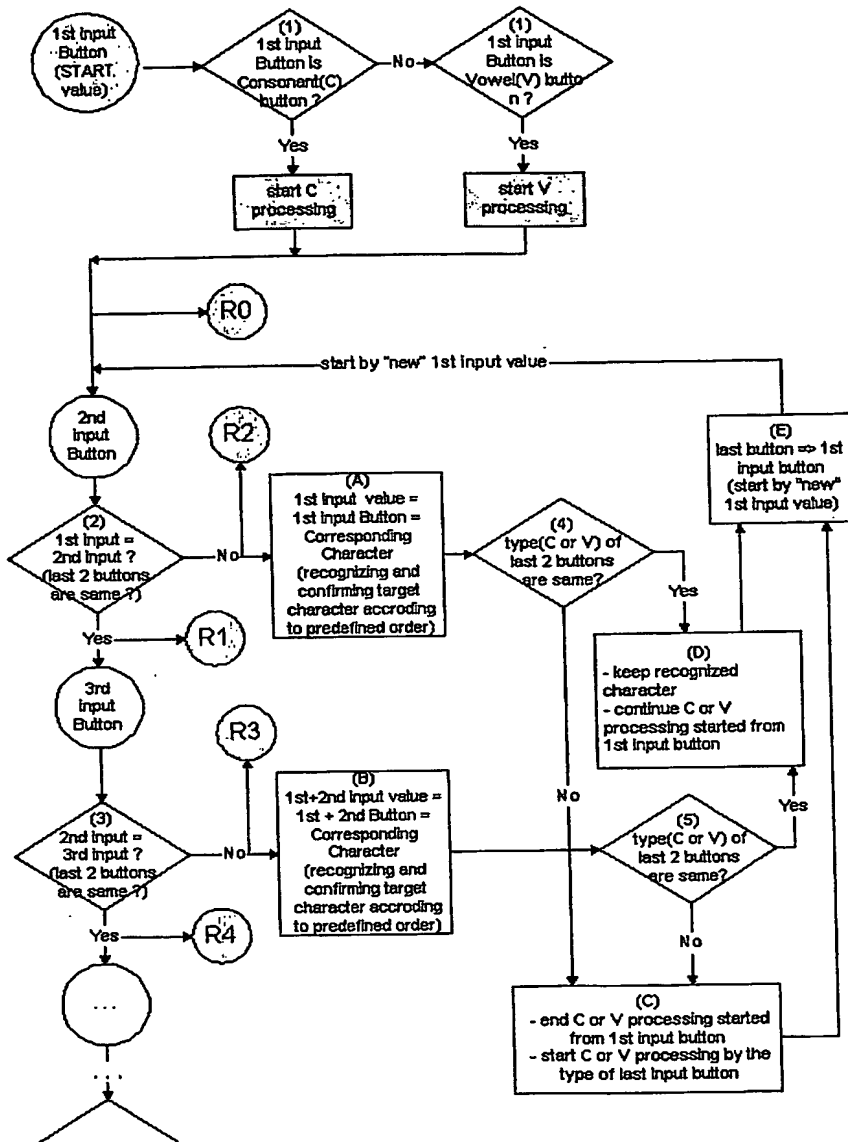 1st Input
Button
(START.
value)
(1)
1st input
Button is
Consonant(C)
button ?
No
(1)
1st input
Button is
Vowel(V) butto
n ?
Yes
Yes
start C
processing
start V
processing
R0
start by "new" 1st input value
2nd
Input
Button
R2
(E)
last button => 1st
input button
(start by "new"
1st input value)
(2)
1st Input =
2nd Input ?
(last 2 buttons
are same ?)
No
(A)
1st Input value =
1st Input Button =
Corresponding
Character
(recognizing and
confirming target
character accroding
to predefined order)
(4)
type(C or V) of
last 2 buttons
are same?
Yes
Yes
R1
(D)
- keep recognized
character
- continue C or V
processing started from
1st input button
3rd
Input
Button
R3
No
Yes
(3)
2nd input =
3rd input ?
(last 2 buttons
are same ?)
No
(B)
1st+2nd Input value =
1st + 2nd Button =
Corresponding
Character
(recognizing and
confirming target
character accroding
to predefined order)
(5)
type(C or V) of
last 2 buttons
are same?
Yes
R4
No
...
(C)
- end C or V processing started
from 1st input button
- start C or V processing by the
type of last input button
...